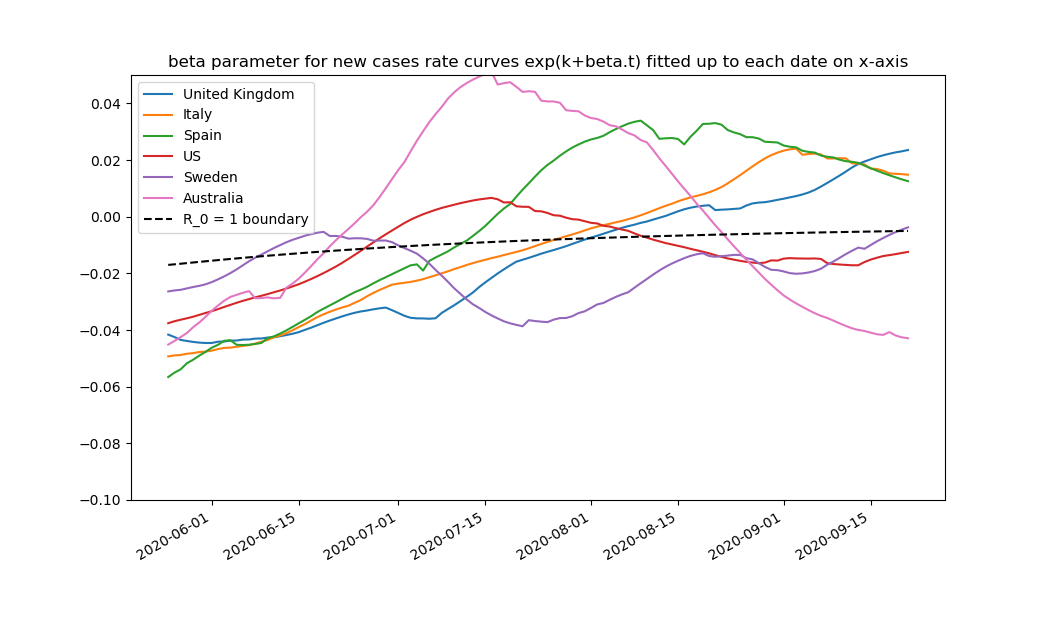 beta parameter for new cases rate curves exp(k+beta.t) fitted up to each date on x-axis
United Kingdom
Italy
Spain
US
Sweden
Australia
R_0 = 1 boundary
0.04
0.02
0.00
−0.02
−0.04
−0.06
−0.08
−0.10
2020-06-01
2020-06-15
2020-07-01
2020-07-15
2020-08-01
2020-08-15
2020-09-01
2020-09-15